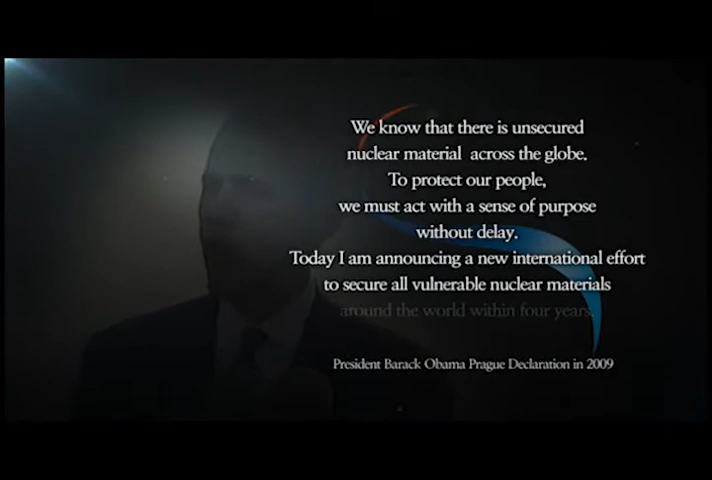 We know that there is unsecured
nuclear material across the globe.
To protect our people,
we must act with a sense of purpose
without delay.
Today I am announcing a new international effort
to secure all vulnerable nuclear materials
around the world within four years.
President Barack Obama Prague Declaration in 2009